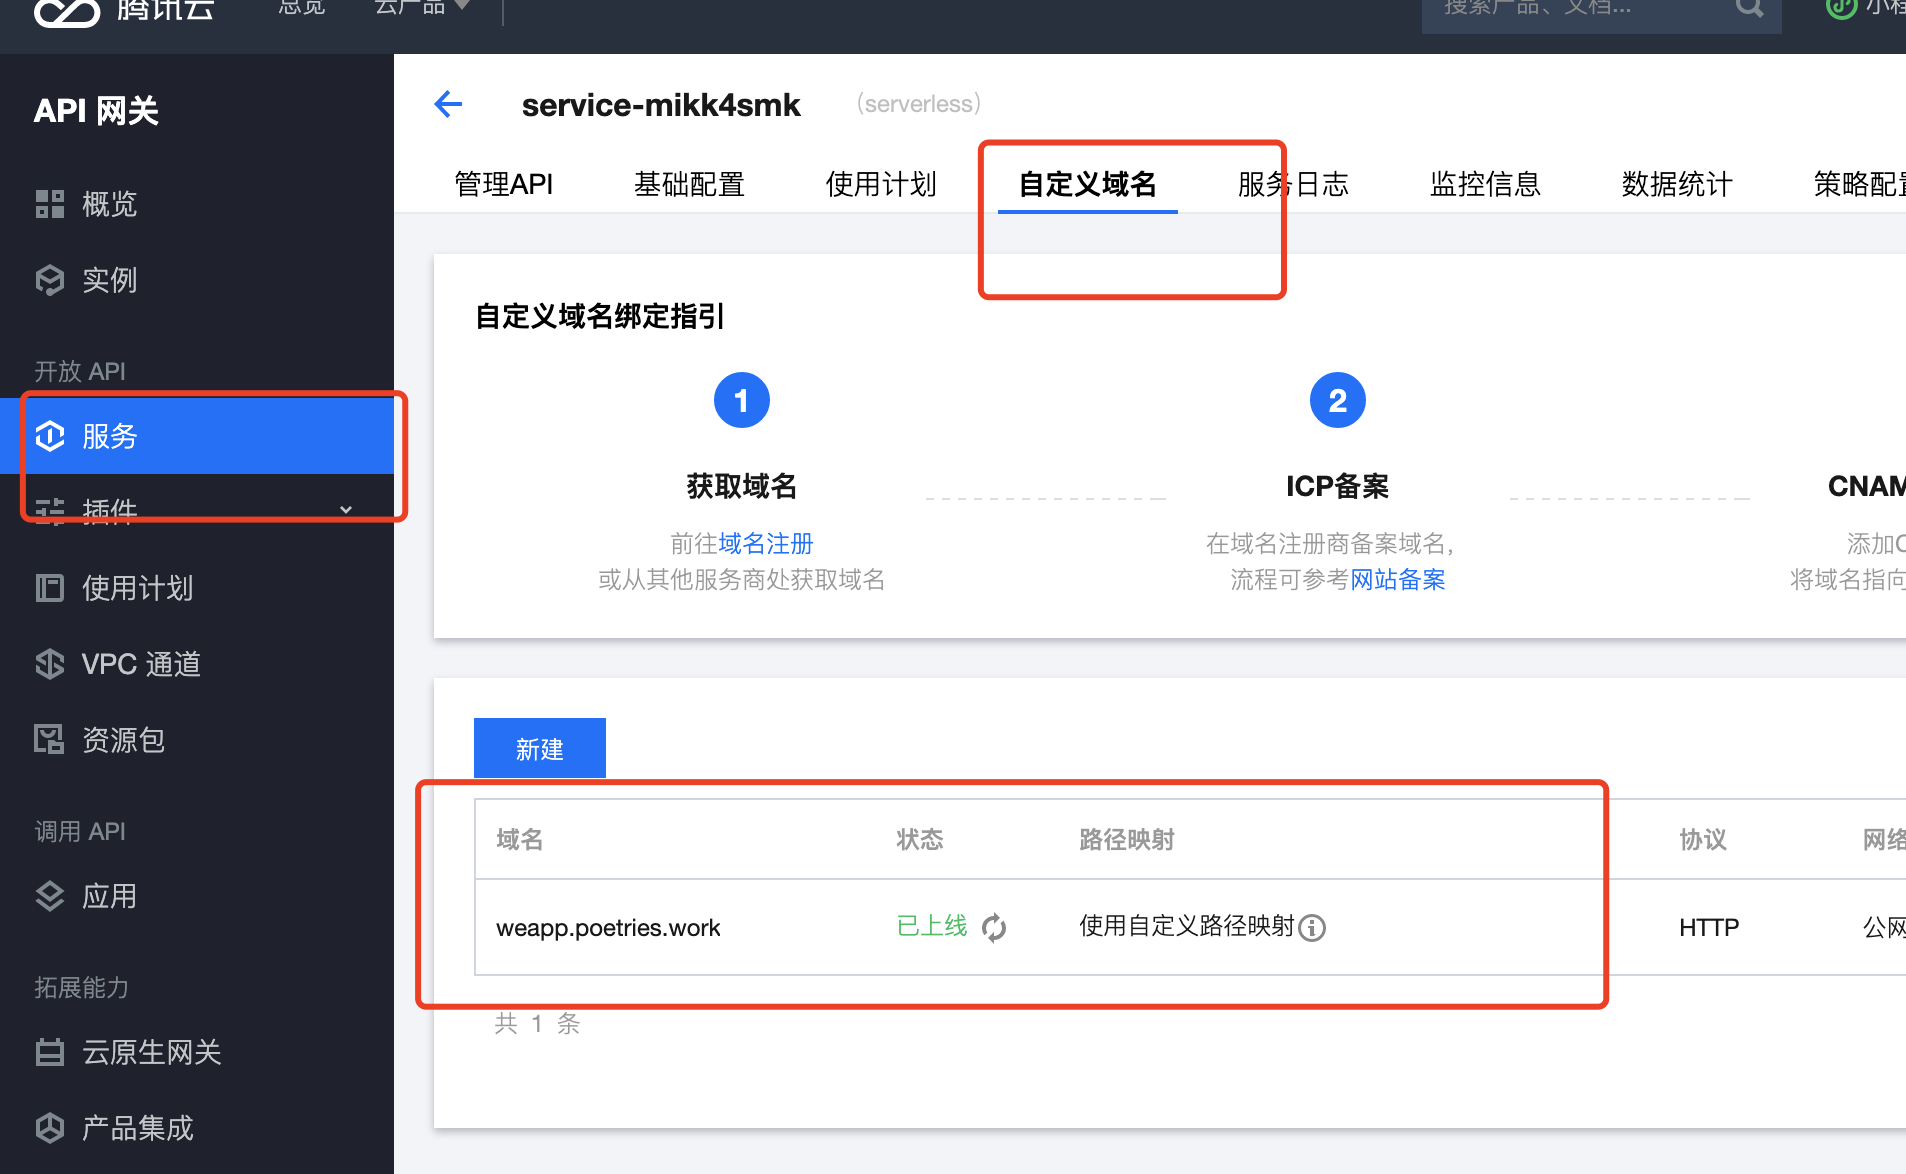 腾讯云
总览
云产品
搜索产品、文档...
API 网关
概览
实例
开放 API
服务
插件
使用计划
VPC 通道
资源包
调用 API
应用
拓展能力
云原生网关
产品集成
service-mikk4smk
(serverless)
管理API
基础配置
使用计划
自定义域名
服务日志
监控信息
数据统计
策略配
自定义域名绑定指引
1
获取域名
前往域名注册
或从其他服务商处获取域名
2
ICP备案
在域名注册商备案域名,
流程可参考网站备案
CNAM
添加C
将域名指向
新建
域名
状态
路径映射
协议
网络
weapp.poetries.work
已上线
使用自定义路径映射
HTTP
公网
共 1 条